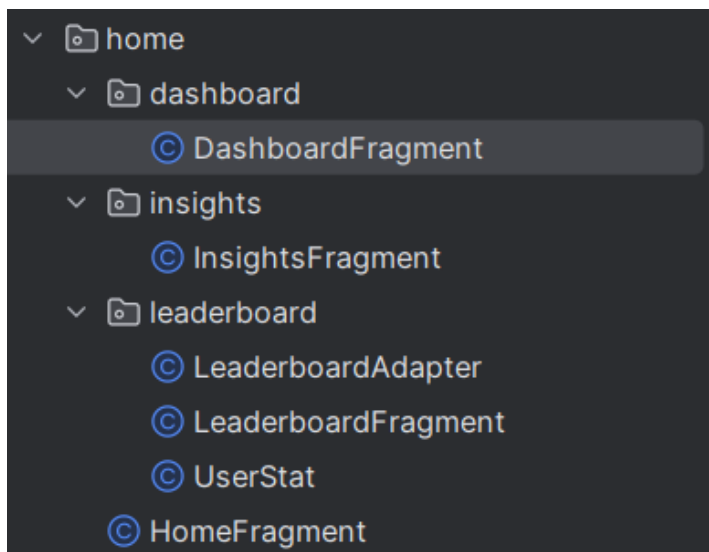 home
dashboard
DashboardFragment
insights
InsightsFragment
leaderboard
LeaderboardAdapter
LeaderboardFragment
UserStat
HomeFragment